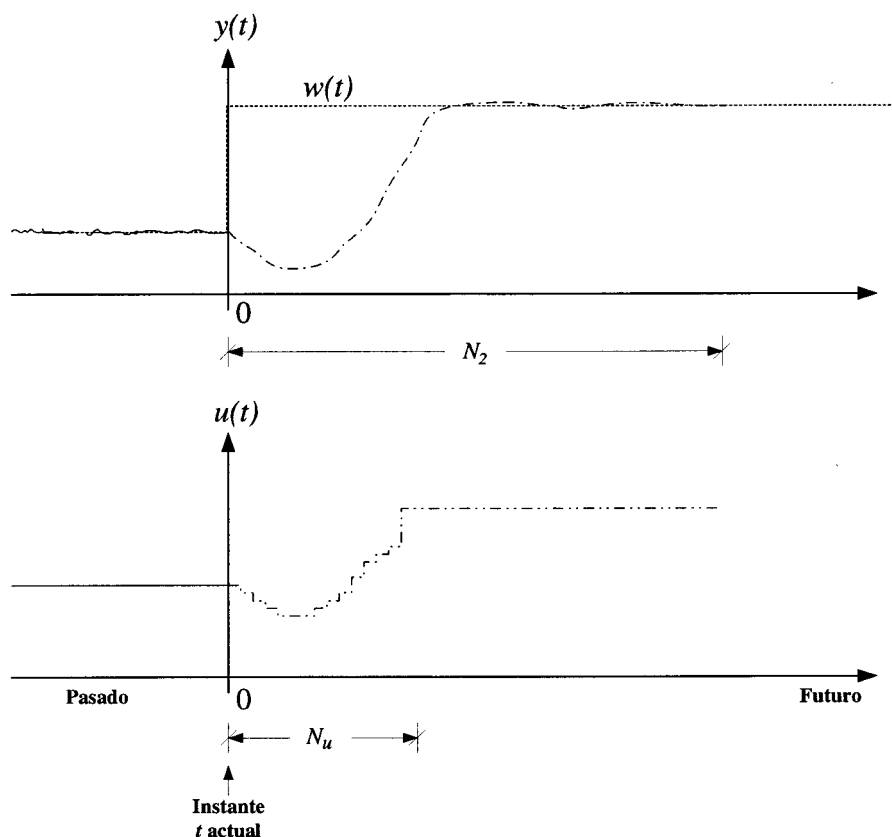 y(t)
w(t)
0
N₂
u(t)
Pasado
0
Futuro
Nᵤ
Instante
t actual